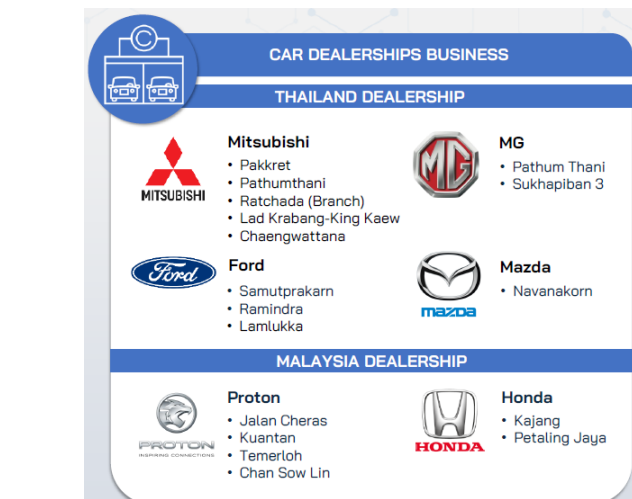 C
CAR DEALERSHIPS BUSINESS
THAILAND DEALERSHIP
MITSUBISHI
Mitsubishi
• Pakkret
• Pathumthani
• Ratchada (Branch)
• Lad Krabang-King Kaew
• Chaengwattana
MG
MG
• Pathum Thani
• Sukhapiban 3
Ford
Ford
• Samutprakarn
• Ramindra
• Lamlukka
mazda
Mazda
• Navanakorn
MALAYSIA DEALERSHIP
PROTON
INSPIRING CONNECTIONS
Proton
• Jalan Cheras
• Kuantan
• Temerloh
• Chan Sow Lin
HONDA
Honda
• Kajang
• Petaling Jaya